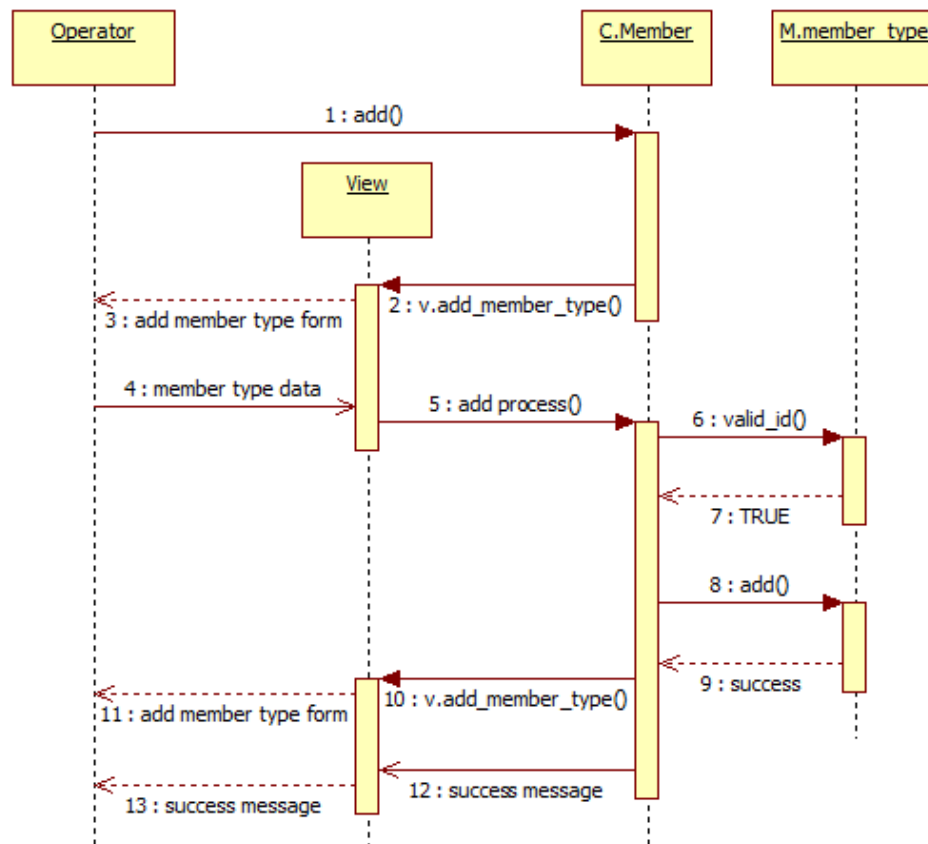 Operator
C.Member
M.member_type
1 : add()
View
2 : v.add_member_type()
3 : add member type form
4 : member type data
5 : add process()
6 : valid_id()
7 : TRUE
8 : add()
9 : success
10 : v.add_member_type()
11 : add member type form
12 : success message
13 : success message